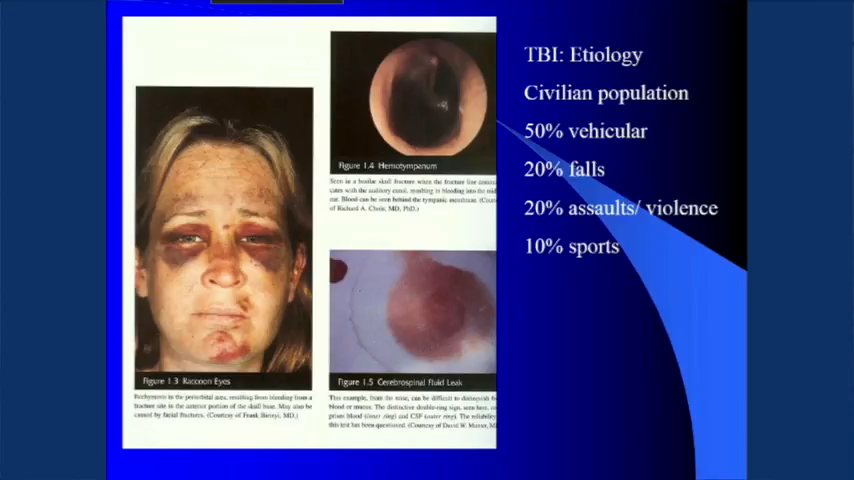 Figure 1.4 Hemotympanum
Seen in a basilar skull fracture when the fracture line
cates with the auditory canal, resulting in bleeding into the
ear. Blood can be seen behind the tympanic membrane.
of Richard A. Chole, MD, PhD.)
Figure 1.3 Raccoon Eyes
Ecchymosis in the periorbital area, resulting from bleeding from a
fracture site in the anterior portion of the skull base. May also be
caused by facial fractures. (Courtesy of Frank MD.)
Figure 1.5 Cerebrospinal Fluid Leak
This example, from the nose, can be difficult to distinguish
blood or mucus. The distinctive double-ring sign, seen here,
prises blood (inner ring) and CSF (outer ring). The reliability
this test has been questioned. (Courtesy of David W.
TBI: Etiology
Civilian population
50% vehicular
20% falls
20% assaults/ violence
10% sports